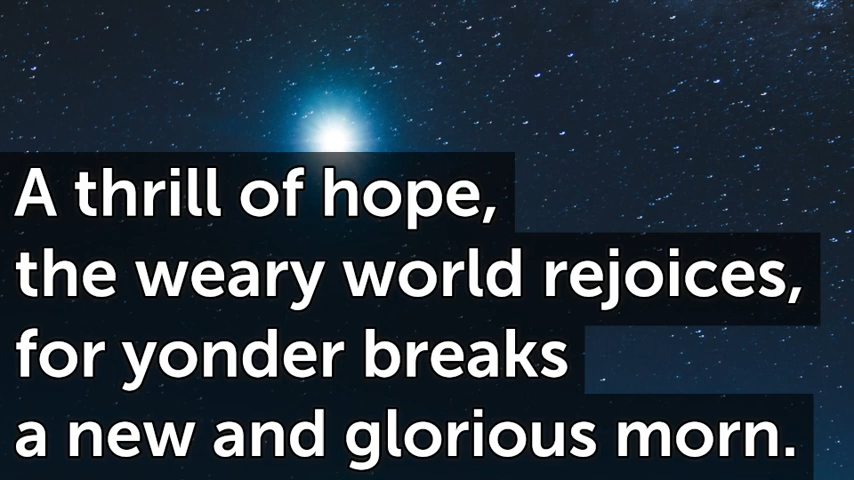 A thrill of hope,
the weary world rejoices,
for yonder breaks
a new and glorious morn.